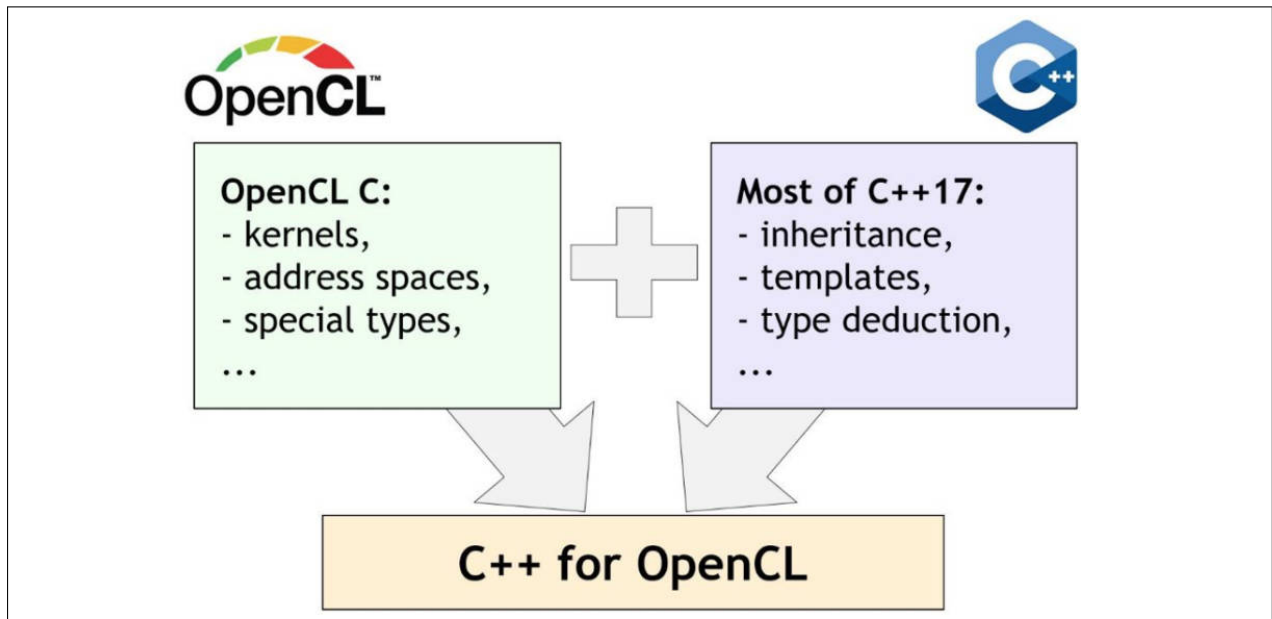 OpenCL™
C++
OpenCL C:
- kernels,
- address spaces,
- special types,
...
Most of C++17:
- inheritance,
- templates,
- type deduction,
...
C++ for OpenCL